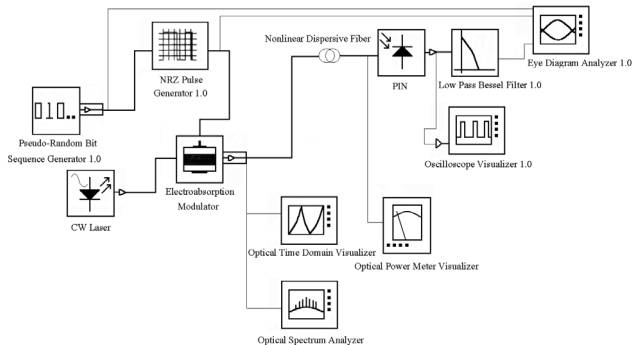 Nonlinear Dispersive Fiber
NRZ Pulse
Generator 1.0
PIN
Low Pass Bessel Filter 1.0
Eye Diagram Analyzer 1.0
010..
Pseudo-Random Bit
Sequence Generator 1.0
Oscilloscope Visualizer 1.0
Electroabsorption
Modulator
CW Laser
Optical Time Domain Visualizer
Optical Power Meter Visualizer
Optical Spectrum Analyzer